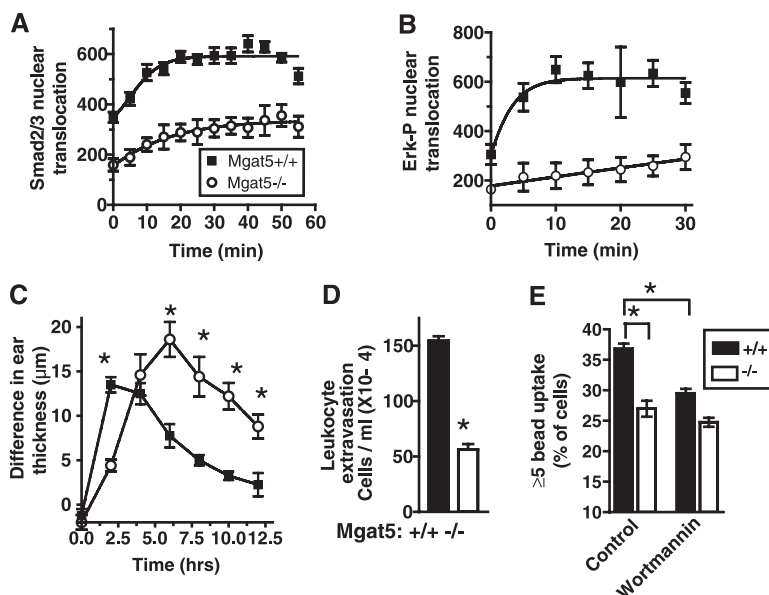 A
Smad2/3 nuclear
translocation
600
400
200
0
0 10 20 30 40 50 60
Time (min)
Mgat5+/+
Mgat5-/-
B
Erk-P nuclear
translocation
800
600
400
200
0 10 20 30
Time (min)
C
Difference in ear
thickness (μm)
20
15
10
5
0
0.0 2.5 5.0 7.5 10.0 12.5
Time (hrs)
* * * * *
D
Leukocyte
extravasation
Cells / ml (X10- 4)
150
100
50
0
*
Mgat5: +/+ -/-
E
≥5 bead uptake
(% of cells)
40
35
30
25
20
15
10
*
*
+/+
-/-
Control
Wortmannin